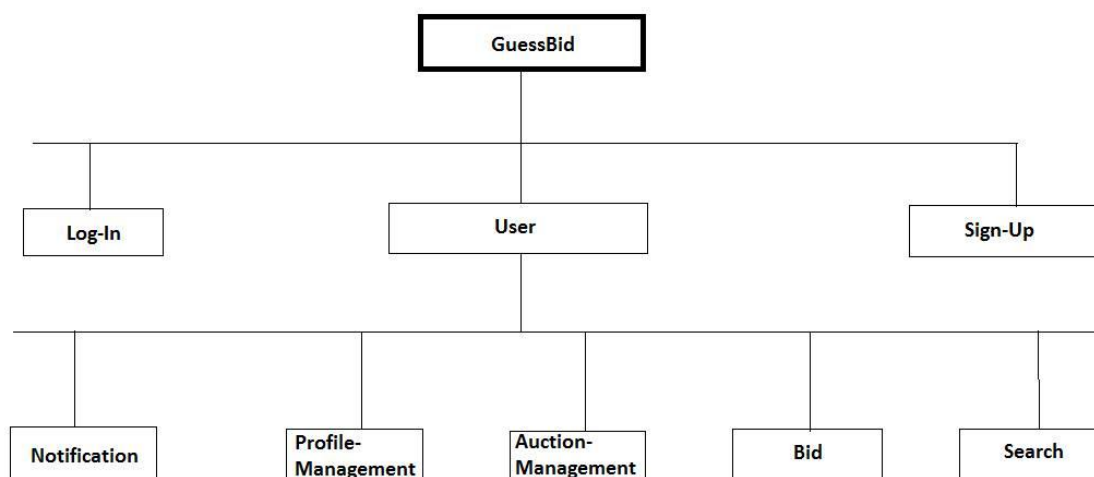 GuessBid
Log-In
User
Sign-Up
Notification
Profile-
Management
Auction-
Management
Bid
Search